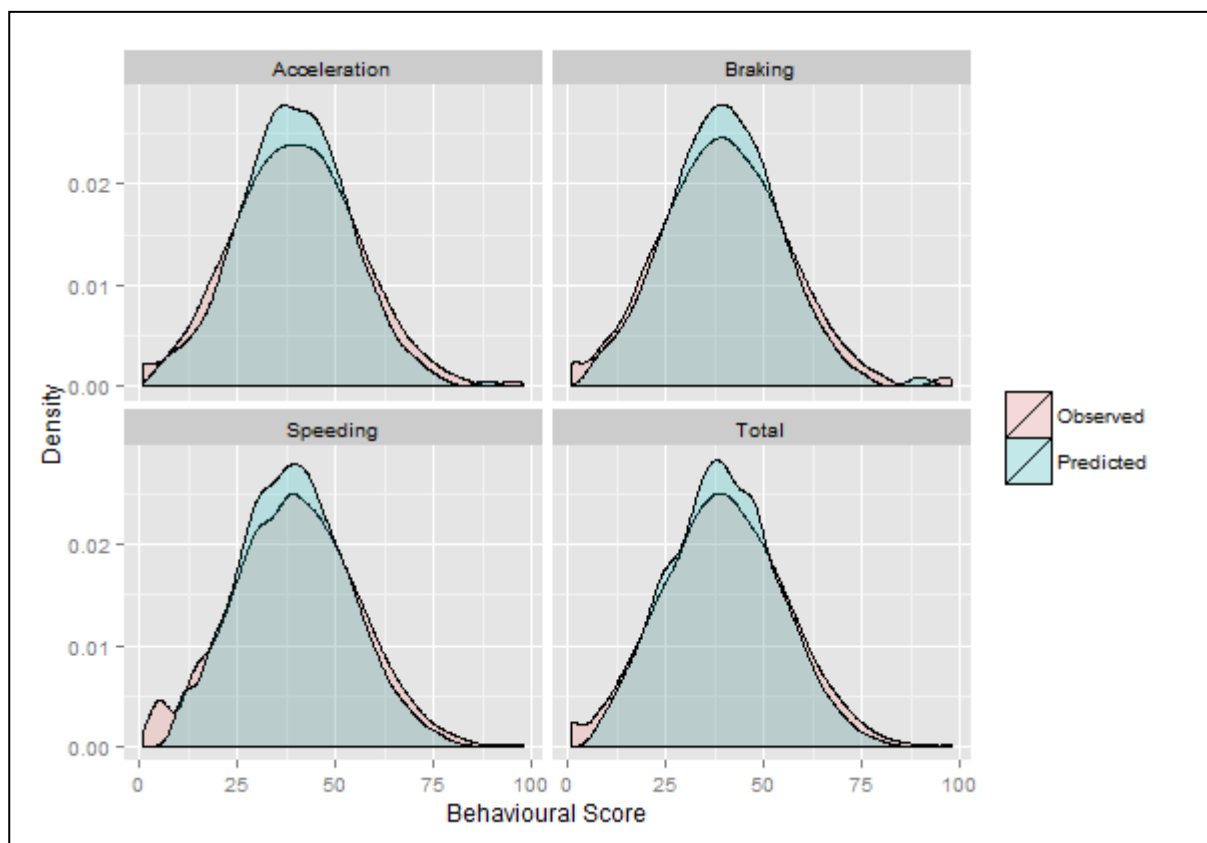 Acceleration
Braking
0.02
0.01
0.00
Speeding
Total
0.02
0.01
0.00
0 25 50 75 100 0 25 50 75 100
Density
Behavioural Score
Observed
Predicted